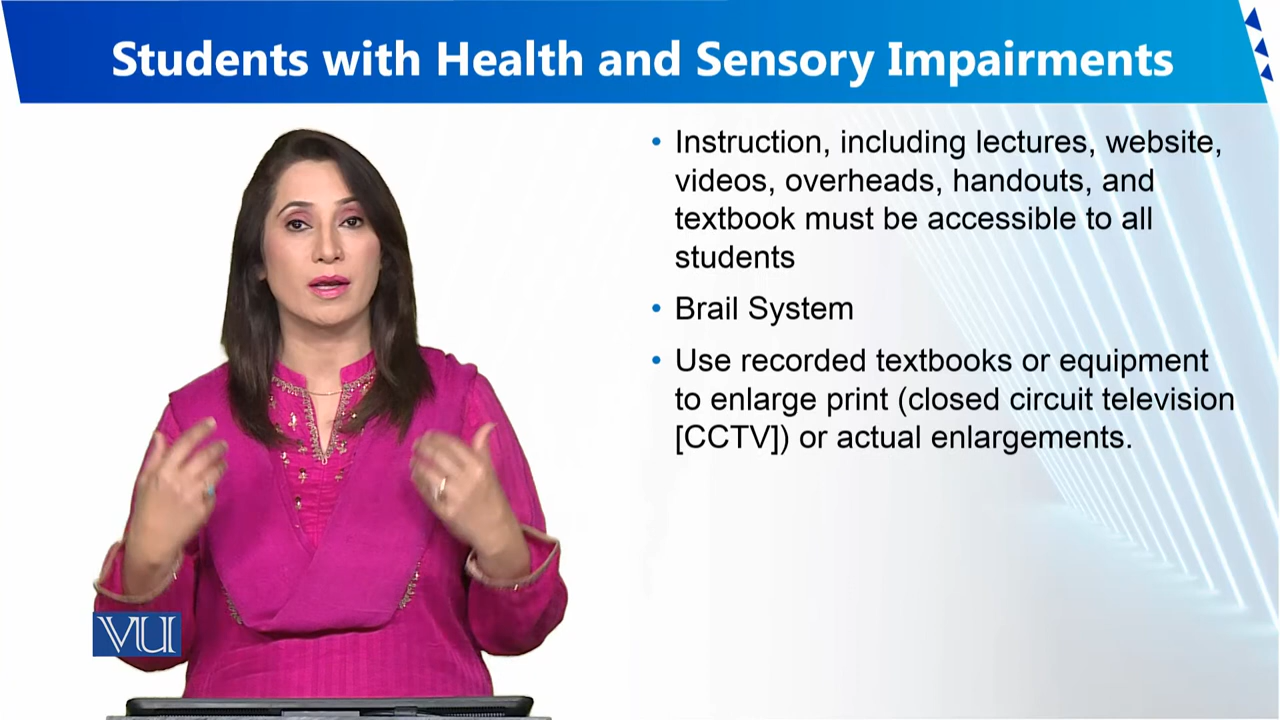 Students with Health and Sensory Impairments
• Instruction, including lectures, website,
videos, overheads, handouts, and
textbook must be accessible to all
students
• Brail System
• Use recorded textbooks or equipment
to enlarge print (closed circuit television
[CCTV]) or actual enlargements.
VU